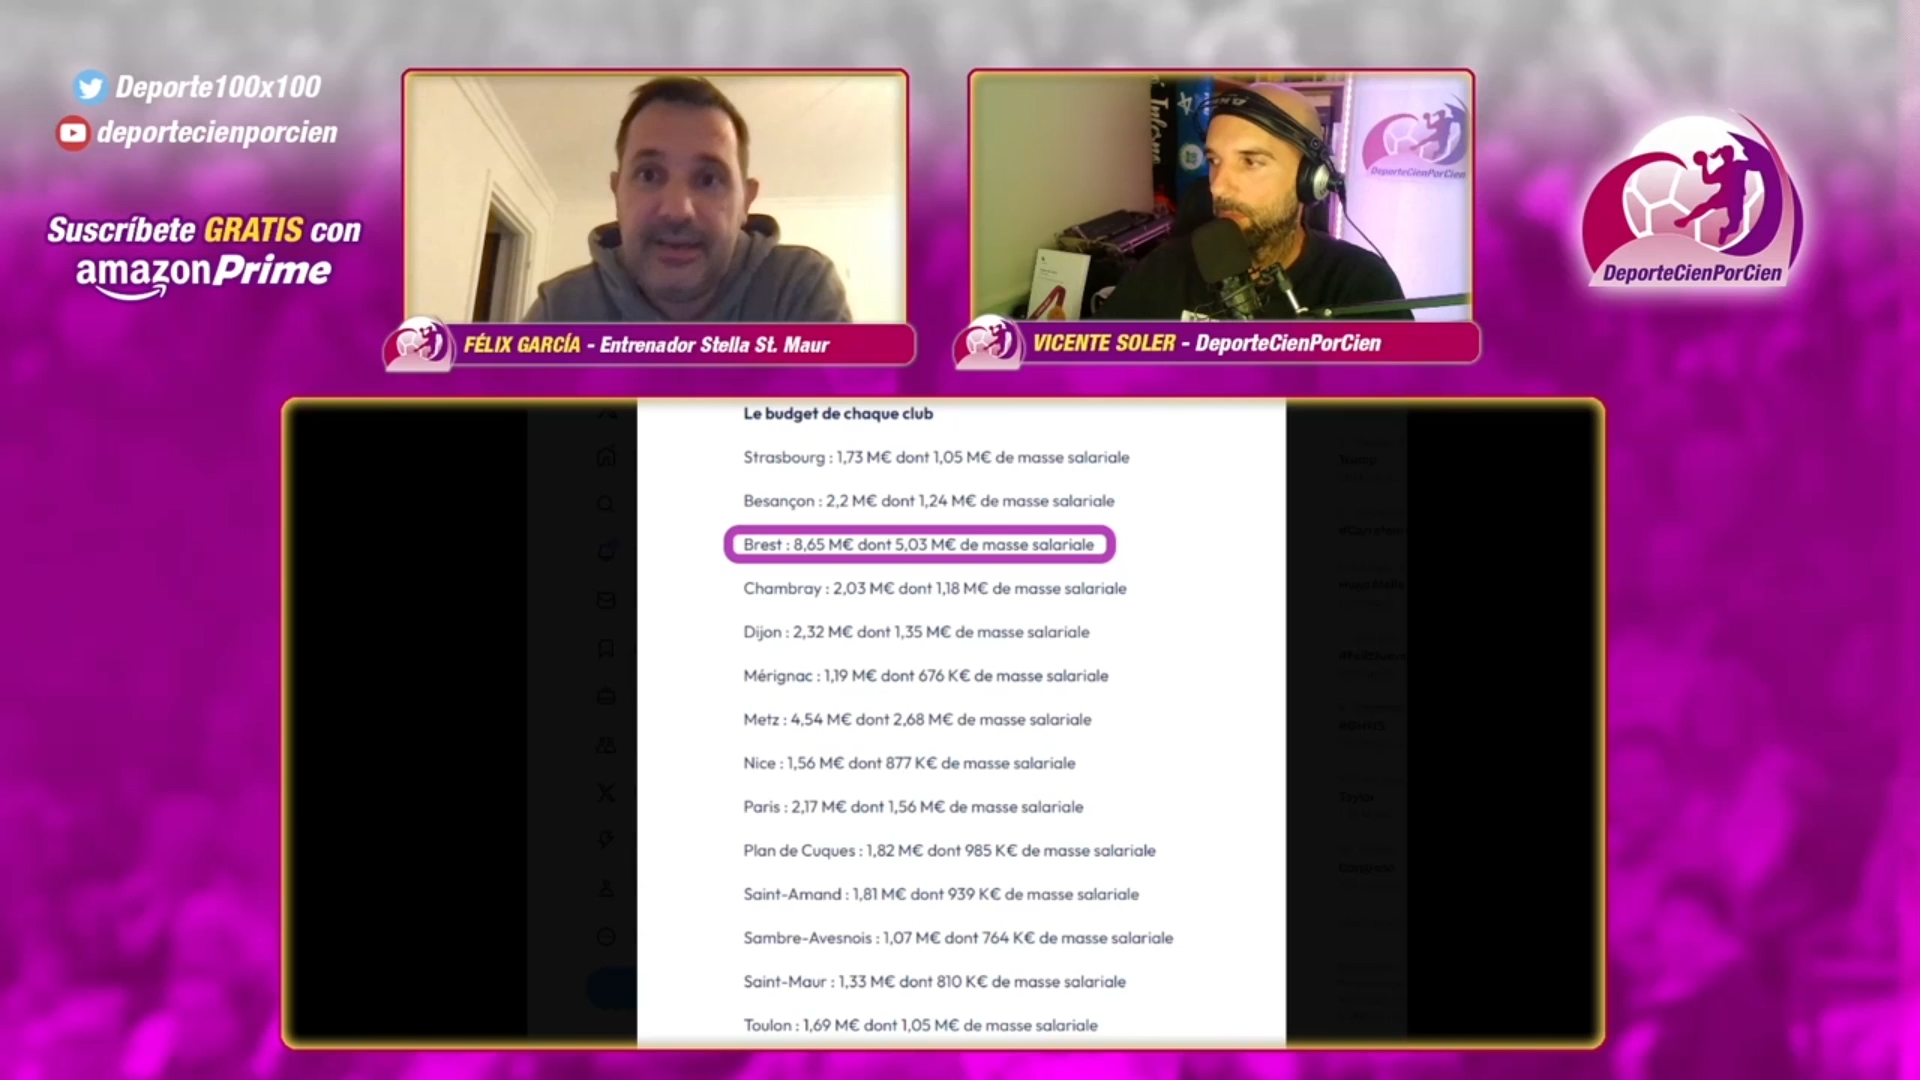 Deporte100x100
deportecienporcien
Suscríbete GRATIS con
amazonPrime
FÉLIX GARCÍA - Entrenador Stella St. Maur
DeporteCienPorCien
VICENTE SOLER - DeporteCienPorCien
DeporteCienPorCien
Le budget de chaque club
Strasbourg : 1,73 M€ dont 1,05 M€ de masse salariale
Besançon : 2,2 M€ dont 1,24 M€ de masse salariale
Brest : 8,65 M€ dont 5,03 M€ de masse salariale
Chambray : 2,03 M€ dont 1,18 M€ de masse salariale
Dijon : 2,32 M€ dont 1,35 M€ de masse salariale
Mérignac : 1,19 M€ dont 676 K€ de masse salariale
Metz : 4,54 M€ dont 2,68 M€ de masse salariale
Nice : 1,56 M€ dont 877 K€ de masse salariale
Paris : 2,17 M€ dont 1,56 M€ de masse salariale
Plan de Cuques : 1,82 M€ dont 985 K€ de masse salariale
Saint-Amand : 1,81 M€ dont 939 K€ de masse salariale
Sambre-Avesnois : 1,07 M€ dont 764 K€ de masse salariale
Saint-Maur : 1,33 M€ dont 810 K€ de masse salariale
Toulon : 1,69 M€ dont 1,05 M€ de masse salariale